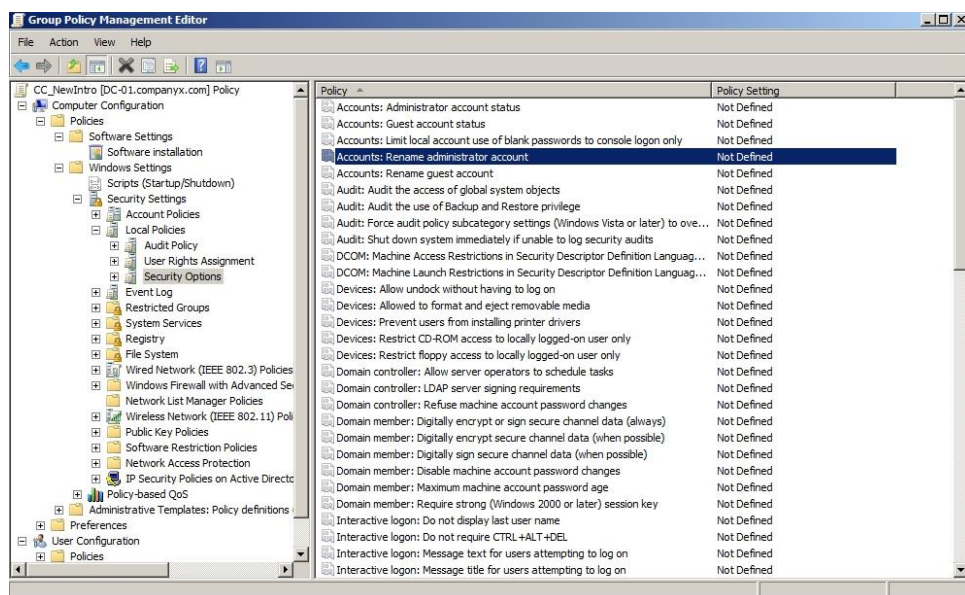 Group Policy Management Editor
File Action View Help
CC_NewIntro [DC-01.companyx.com] Policy
Computer Configuration
Policies
Software Settings
Software installation
Windows Settings
Scripts (Startup/Shutdown)
Security Settings
Account Policies
Local Policies
Audit Policy
User Rights Assignment
Security Options
Event Log
Restricted Groups
System Services
Registry
File System
Wired Network (IEEE 802.3) Policies
Windows Firewall with Advanced Se
Network List Manager Policies
Wireless Network (IEEE 802.11) Poli
Public Key Policies
Software Restriction Policies
Network Access Protection
IP Security Policies on Active Directo
Policy-based QoS
Administrative Templates: Policy definitions
Preferences
User Configuration
Policies
Policy Policy Setting
Accounts: Administrator account status Not Defined
Accounts: Guest account status Not Defined
Accounts: Limit local account use of blank passwords to console logon only Not Defined
Accounts: Rename administrator account Not Defined
Accounts: Rename guest account Not Defined
Audit: Audit the access of global system objects Not Defined
Audit: Audit the use of Backup and Restore privilege Not Defined
Audit: Force audit policy subcategory settings (Windows Vista or later) to ove... Not Defined
Audit: Shut down system immediately if unable to log security audits Not Defined
DCOM: Machine Access Restrictions in Security Descriptor Definition Languag... Not Defined
DCOM: Machine Launch Restrictions in Security Descriptor Definition Languag... Not Defined
Devices: Allow undock without having to log on Not Defined
Devices: Allowed to format and eject removable media Not Defined
Devices: Prevent users from installing printer drivers Not Defined
Devices: Restrict CD-ROM access to locally logged-on user only Not Defined
Devices: Restrict floppy access to locally logged-on user only Not Defined
Domain controller: Allow server operators to schedule tasks Not Defined
Domain controller: LDAP server signing requirements Not Defined
Domain controller: Refuse machine account password changes Not Defined
Domain member: Digitally encrypt or sign secure channel data (always) Not Defined
Domain member: Digitally encrypt secure channel data (when possible) Not Defined
Domain member: Digitally sign secure channel data (when possible) Not Defined
Domain member: Disable machine account password changes Not Defined
Domain member: Maximum machine account password age Not Defined
Domain member: Require strong (Windows 2000 or later) session key Not Defined
Interactive logon: Do not display last user name Not Defined
Interactive logon: Do not require CTRL+ALT+DEL Not Defined
Interactive logon: Message text for users attempting to log on Not Defined
Interactive logon: Message title for users attempting to log on Not Defined